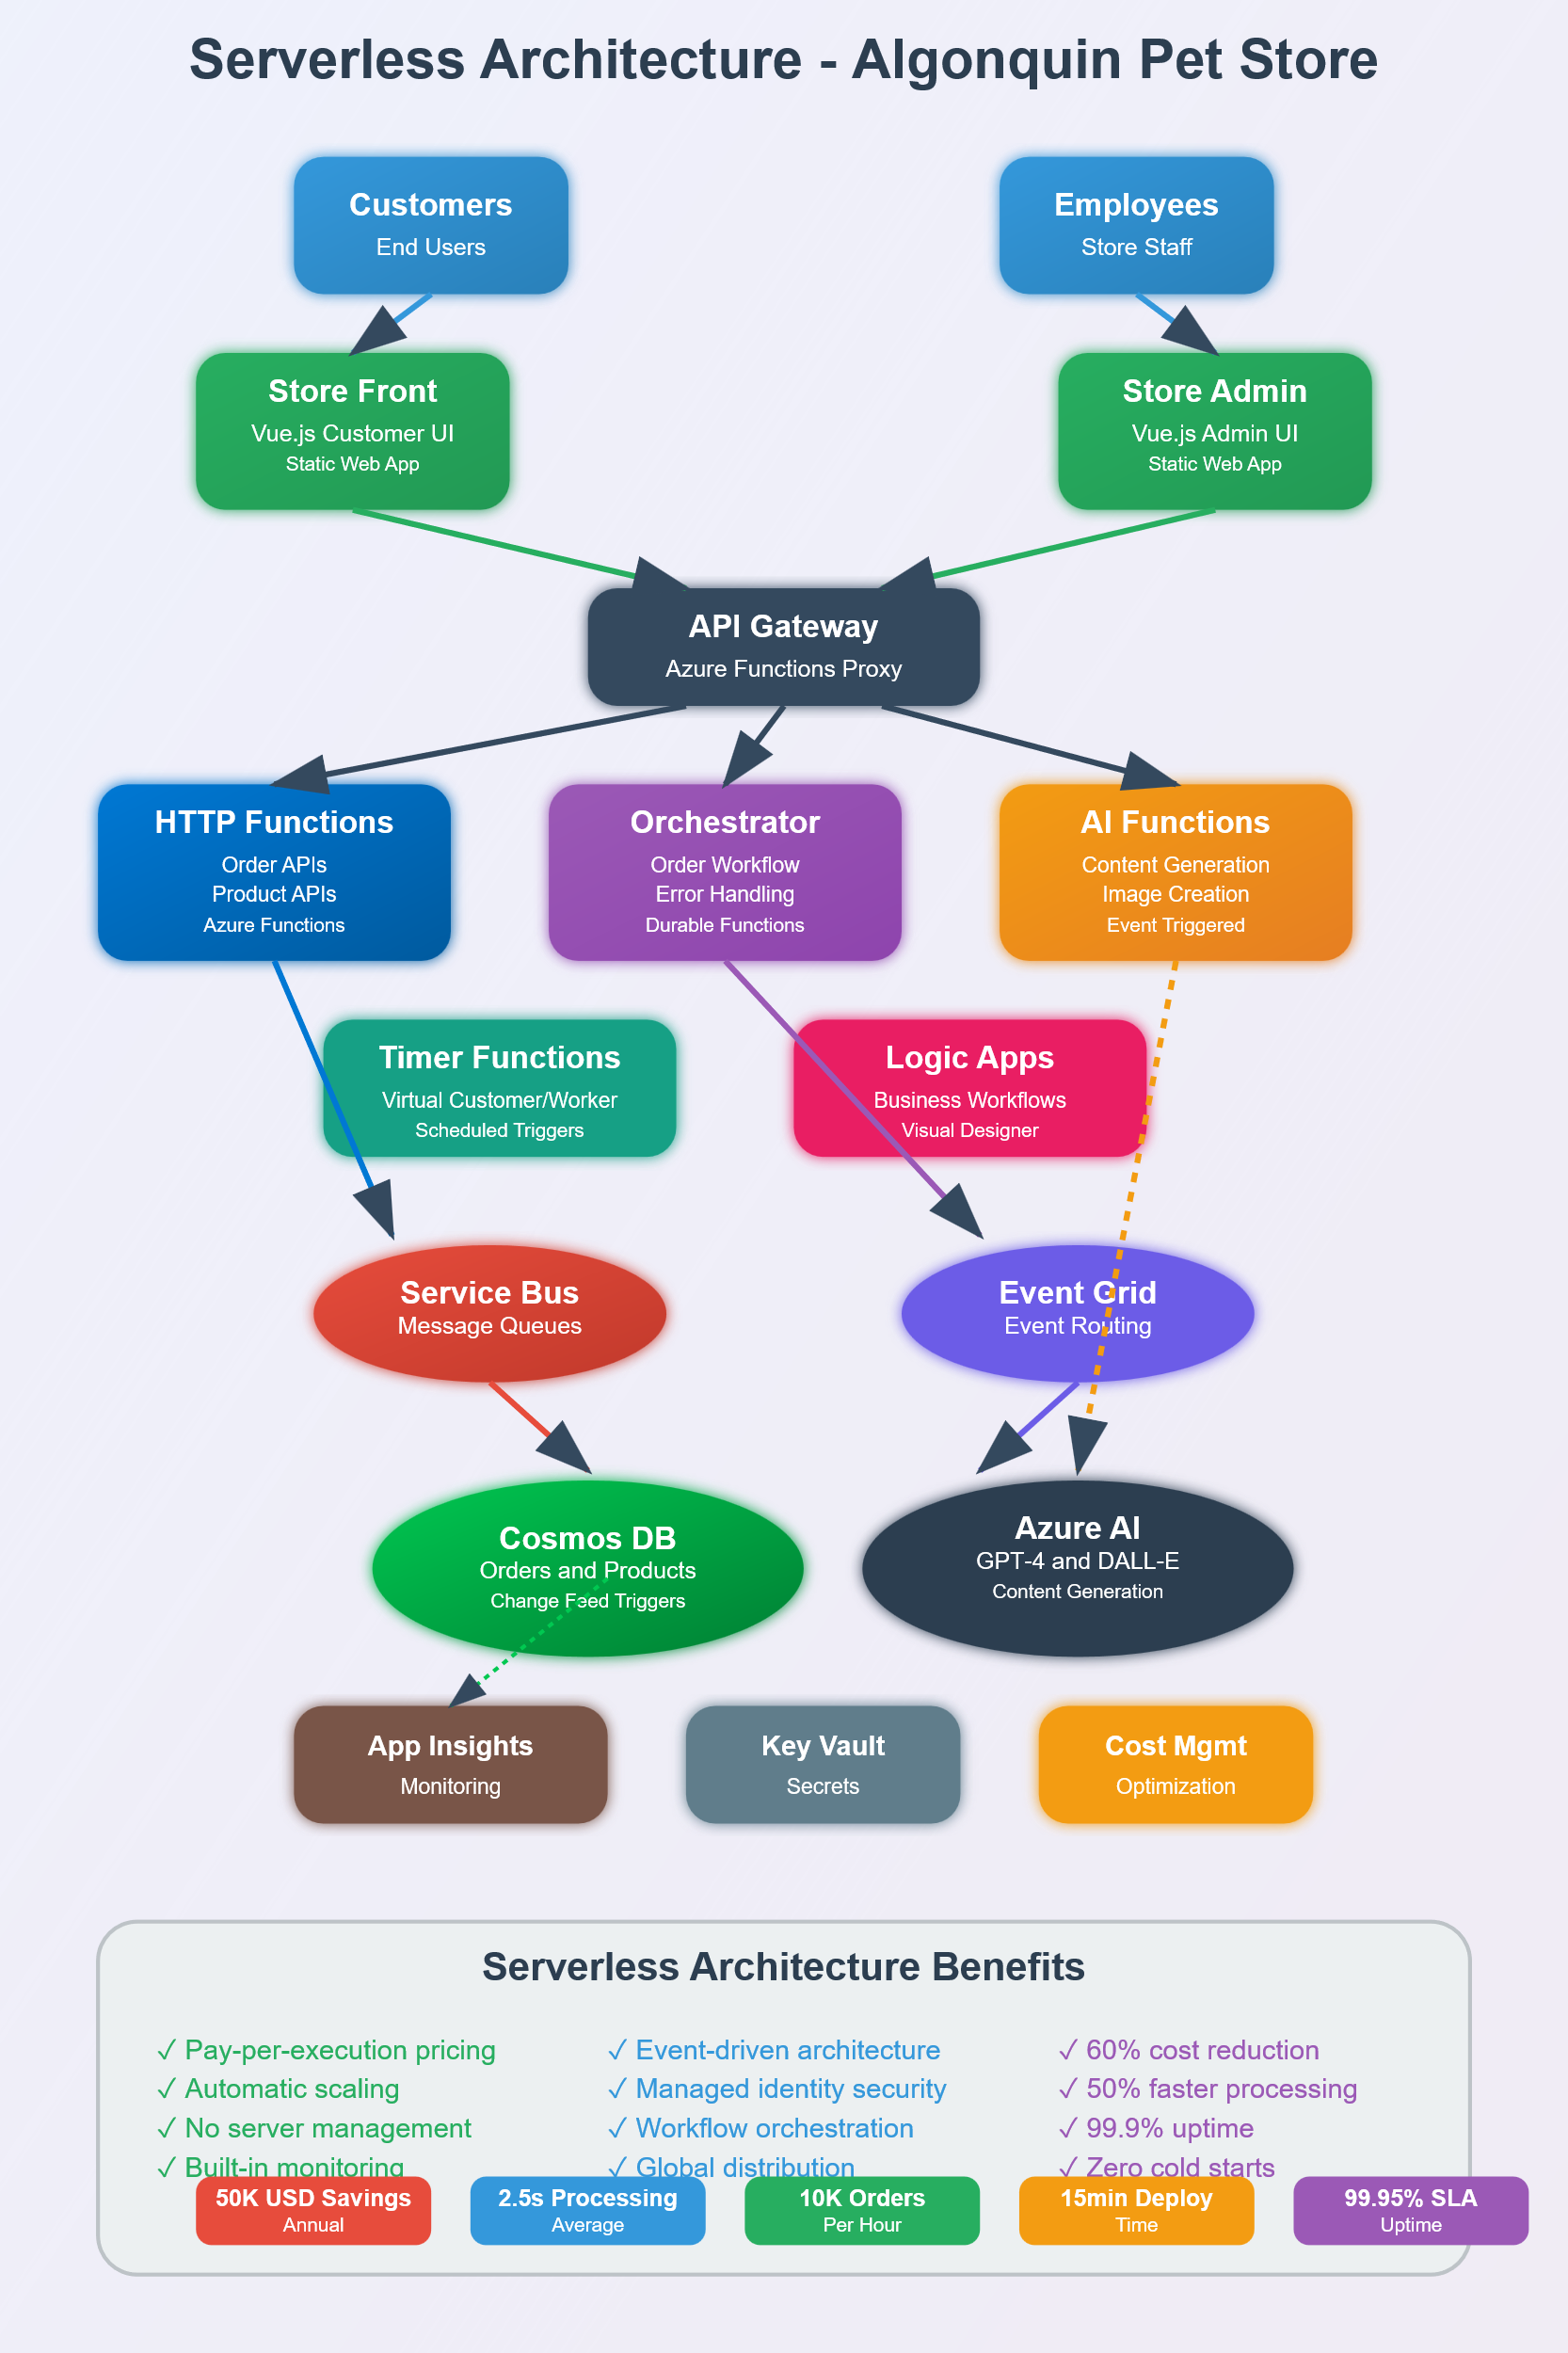 Serverless Architecture - Algonquin Pet Store
Customers
End Users
Employees
Store Staff
Store Front
Vue.js Customer UI
Static Web App
Store Admin
Vue.js Admin UI
Static Web App
API Gateway
Azure Functions Proxy
HTTP Functions
Order APIs
Product APIs
Azure Functions
Orchestrator
Order Workflow
Error Handling
Durable Functions
AI Functions
Content Generation
Image Creation
Event Triggered
Timer Functions
Virtual Customer/Worker
Scheduled Triggers
Logic Apps
Business Workflows
Visual Designer
Service Bus
Message Queues
Event Grid
Event Routing
Cosmos DB
Orders and Products
Change Feed Triggers
Azure AI
GPT-4 and DALL-E
Content Generation
App Insights
Monitoring
Key Vault
Secrets
Cost Mgmt
Optimization
Serverless Architecture Benefits
✓ Pay-per-execution pricing
✓ Automatic scaling
✓ No server management
✓ Built-in monitoring
✓ Event-driven architecture
✓ Managed identity security
✓ Workflow orchestration
✓ Global distribution
✓ 60% cost reduction
✓ 50% faster processing
✓ 99.9% uptime
✓ Zero cold starts
50K USD Savings
Annual
2.5s Processing
Average
10K Orders
Per Hour
15min Deploy
Time
99.95% SLA
Uptime